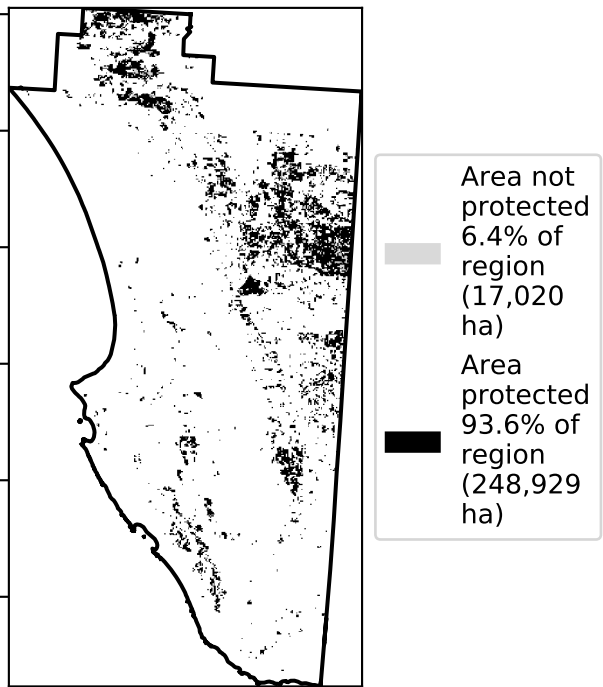 Area not
protected
6.4% of
region
(17,020
ha)
Area
protected
93.6% of
region
(248,929
ha)